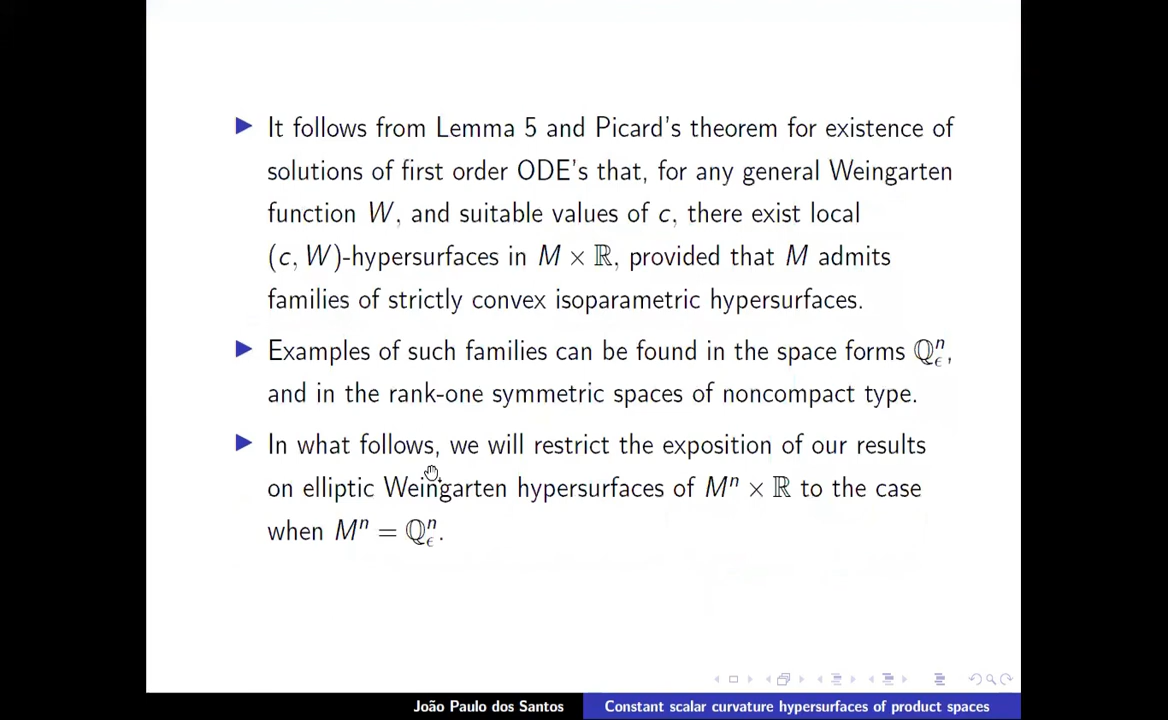 ▶ It follows from Lemma 5 and Picard's theorem for existence of
solutions of first order ODE's that, for any general Weingarten
function W, and suitable values of c, there exist local
(c, W)-hypersurfaces in M × ℝ, provided that M admits
families of strictly convex isoparametric hypersurfaces.
▶ Examples of such families can be found in the space forms ℚⁿ_ϵ,
and in the rank-one symmetric spaces of noncompact type.
▶ In what follows, we will restrict the exposition of our results
on elliptic Weingarten hypersurfaces of Mⁿ × ℝ to the case
when Mⁿ = ℚⁿ_ϵ.
João Paulo dos Santos
Constant scalar curvature hypersurfaces of product spaces